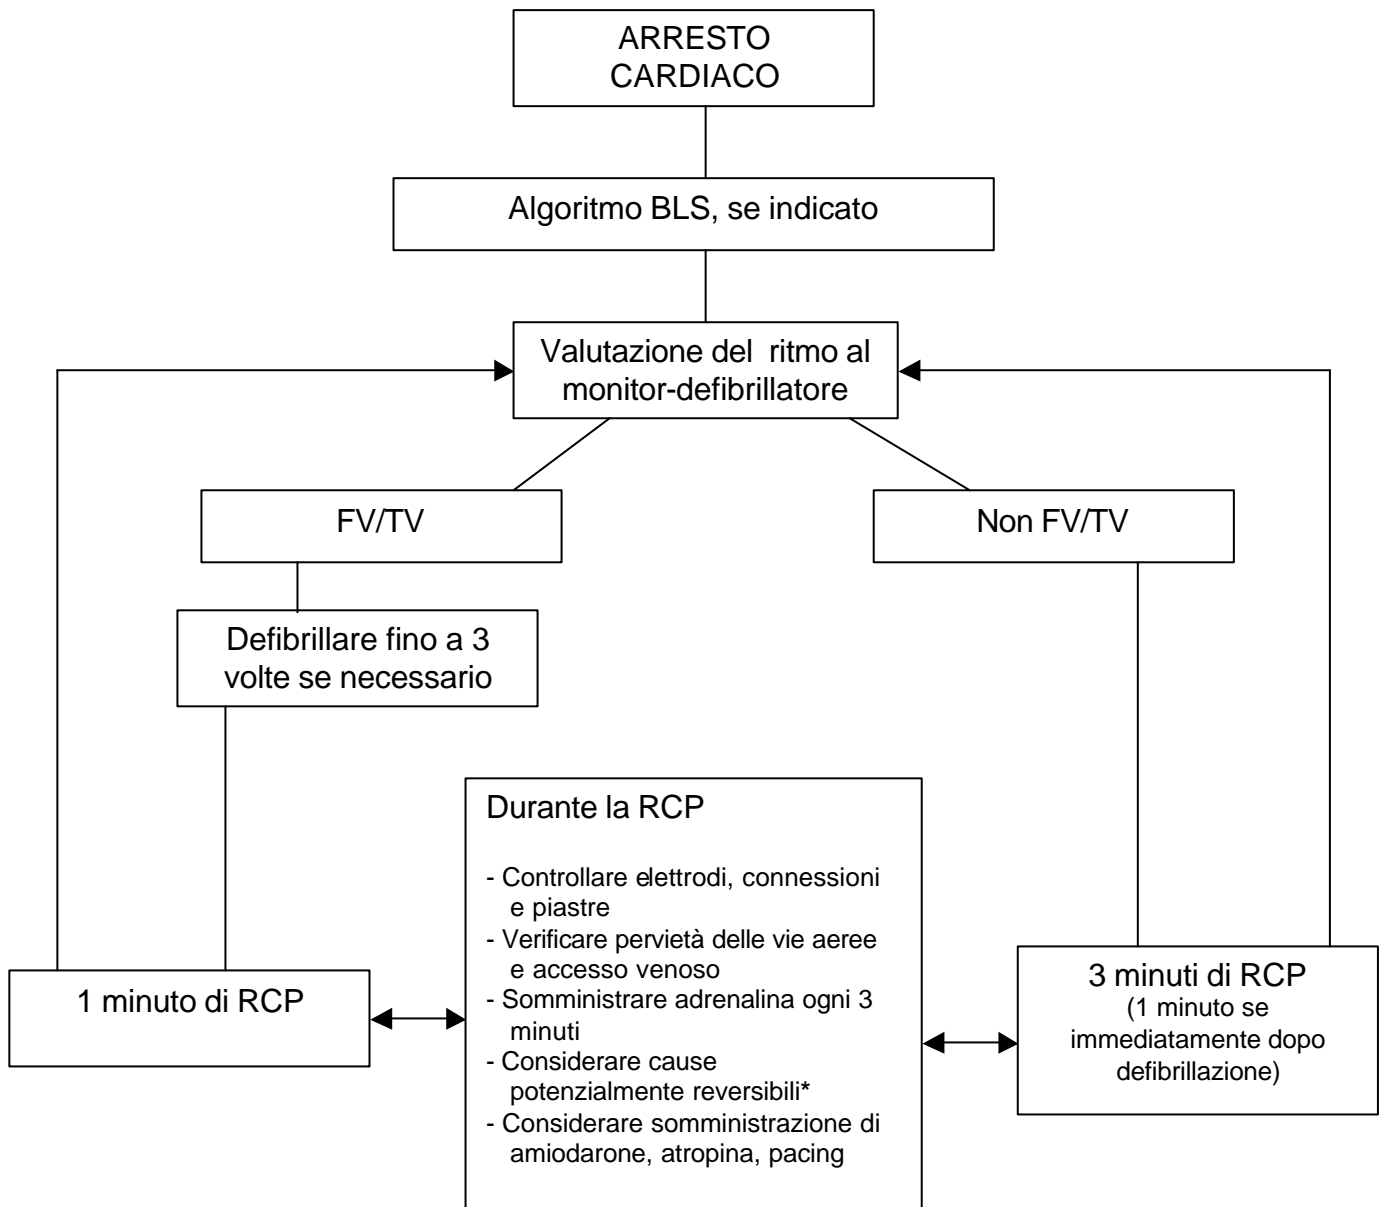 ARRESTO
CARDIACO
Algoritmo BLS, se indicato
Valutazione del ritmo al
monitor-defibrillatore
FV/TV
Non FV/TV
Defibrillare fino a 3
volte se necessario
Durante la RCP
- Controllare elettrodi, connessioni
e piastre
- Verificare pervietà delle vie aeree
e accesso venoso
- Somministrare adrenalina ogni 3
minuti
- Considerare cause
potenzialmente reversibili*
- Considerare somministrazione di
amiodarone, atropina, pacing
1 minuto di RCP
3 minuti di RCP
(1 minuto se
immediatamente dopo
defibrillazione)